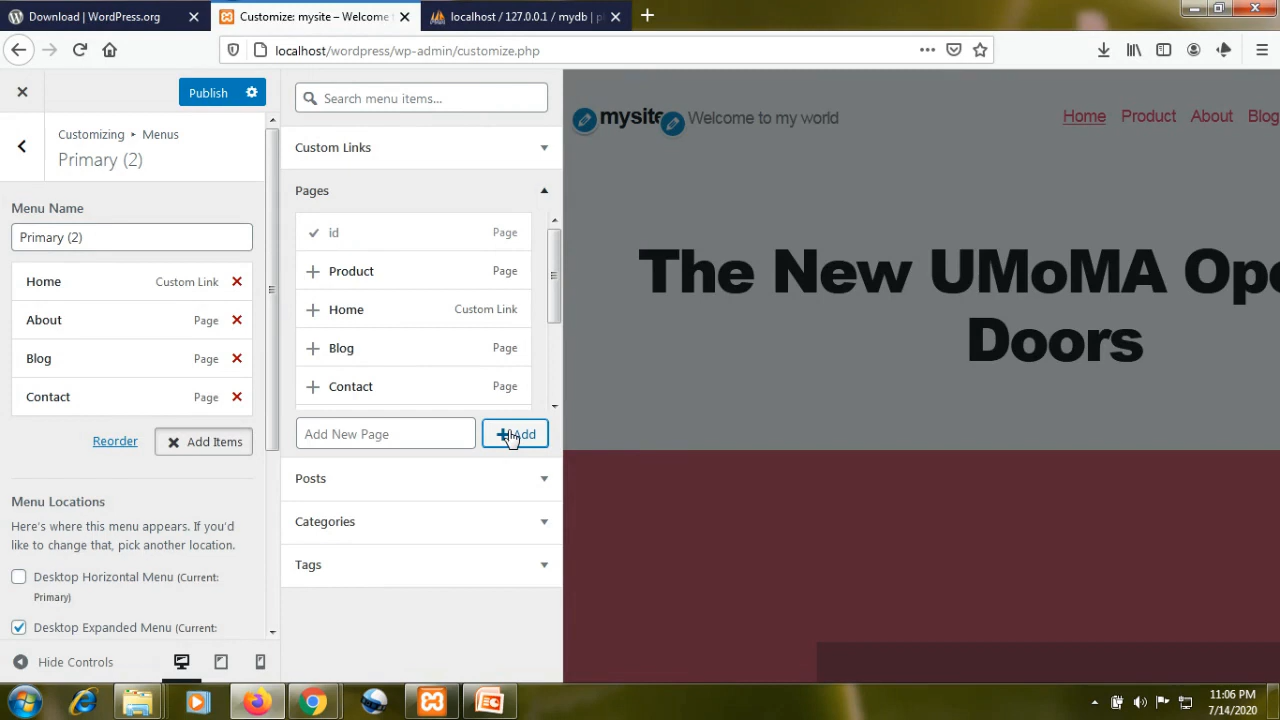 Download | WordPress.org
Customize: mysite – Welcome
localhost / 127.0.0.1 / mydb | p
localhost/wordpress/wp-admin/customize.php
Publish
Customizing ▸ Menus
Primary (2)
Menu Name
Primary (2)
Home Custom Link
About Page
Blog Page
Contact Page
Reorder
Add Items
Menu Locations
Here's where this menu appears. If you'd
like to change that, pick another location.
Desktop Horizontal Menu (Current:
Primary)
Desktop Expanded Menu (Current:
Hide Controls
Search menu items...
Custom Links
Pages
id Page
Product Page
Home Custom Link
Blog Page
Contact Page
Add New Page
Add
Posts
Categories
Tags
mysite
Welcome to my world
Home Product About Blog
The New UMoMA Ope
Doors
11:06 PM
7/14/2020